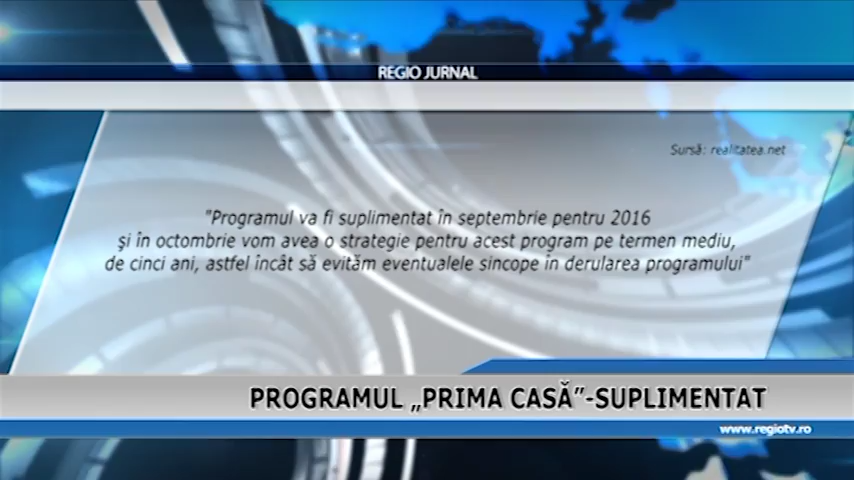 REGIO JURNAL
Sursă: realitatea.net
"Programul va fi suplimentat în septembrie pentru 2016
şi în octombrie vom avea o strategie pentru acest program pe termen mediu,
de cinci ani, astfel încât să evităm eventualele sincope în derularea programului"
PROGRAMUL „PRIMA CASĂ”-SUPLIMENTAT
www.regiotv.ro